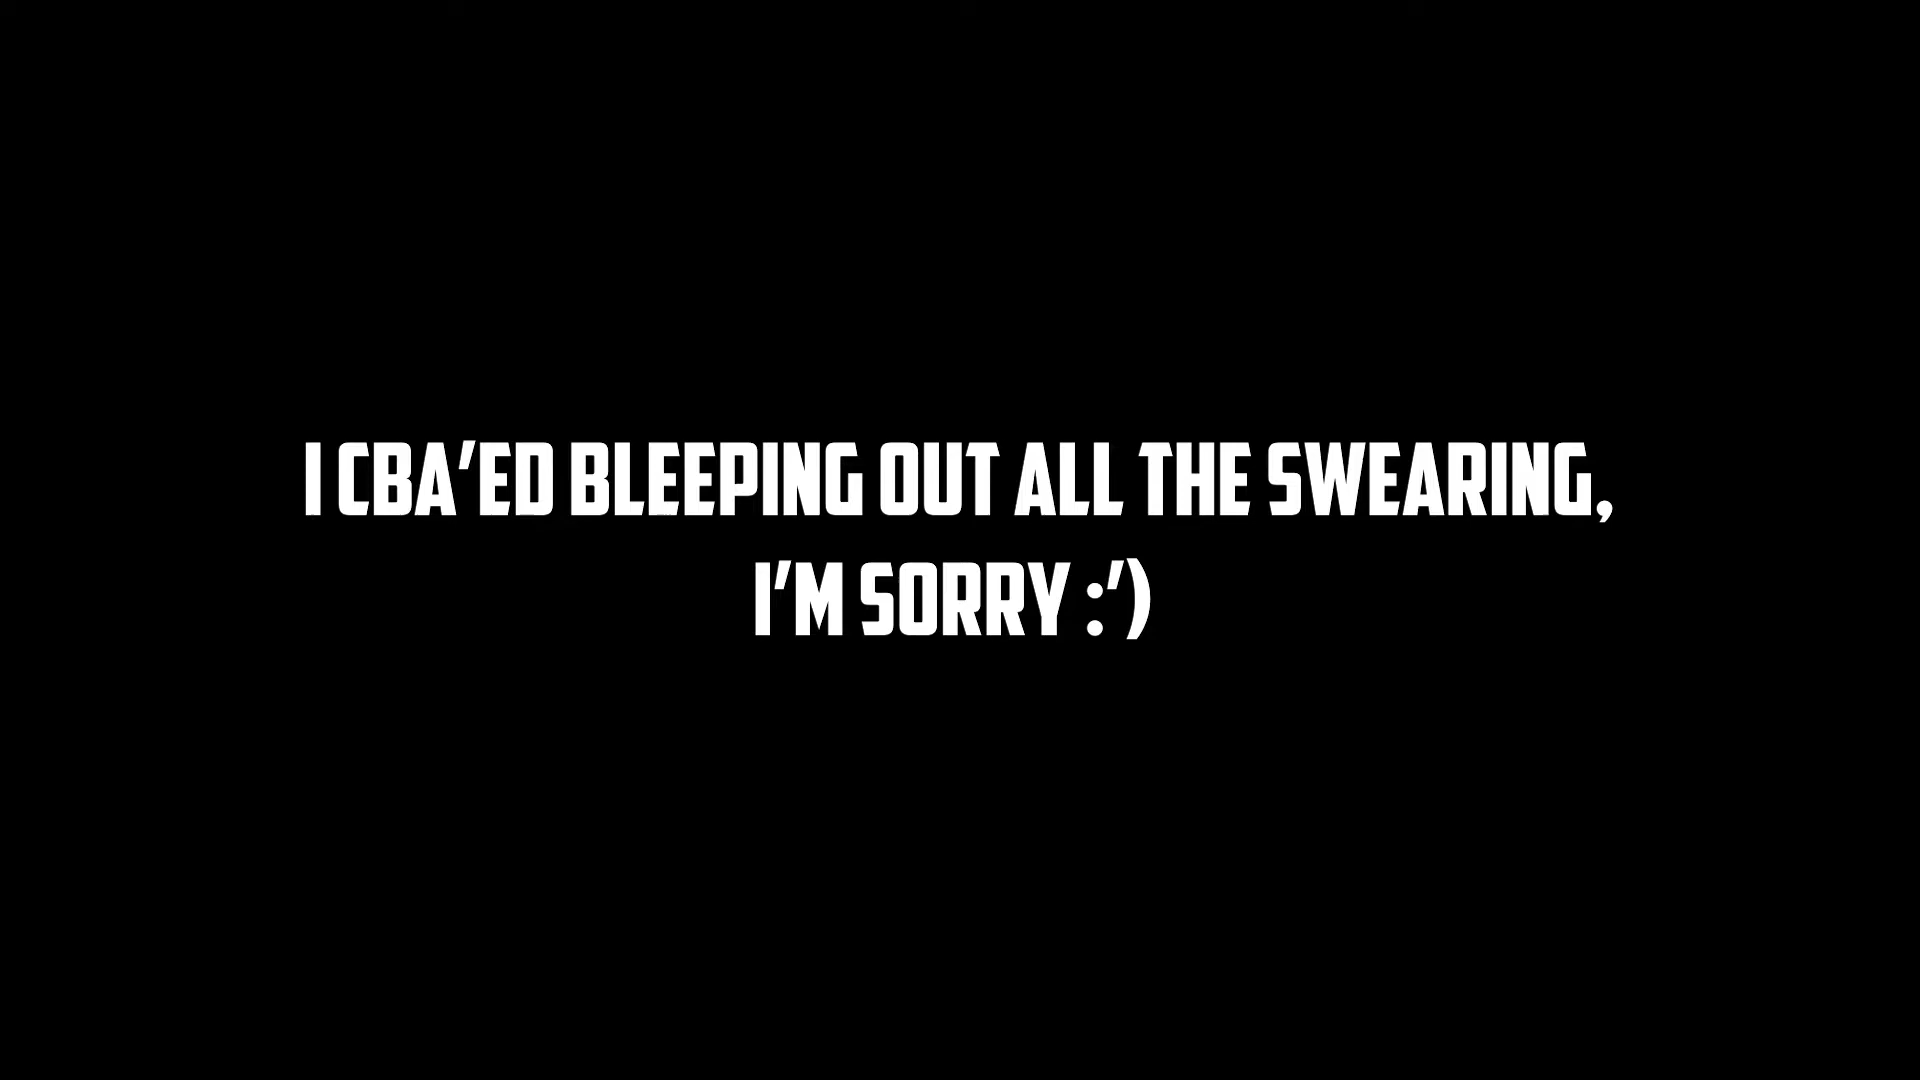 I CBA'ED BLEEPING OUT ALL THE SWEARING,
I'M SORRY :')